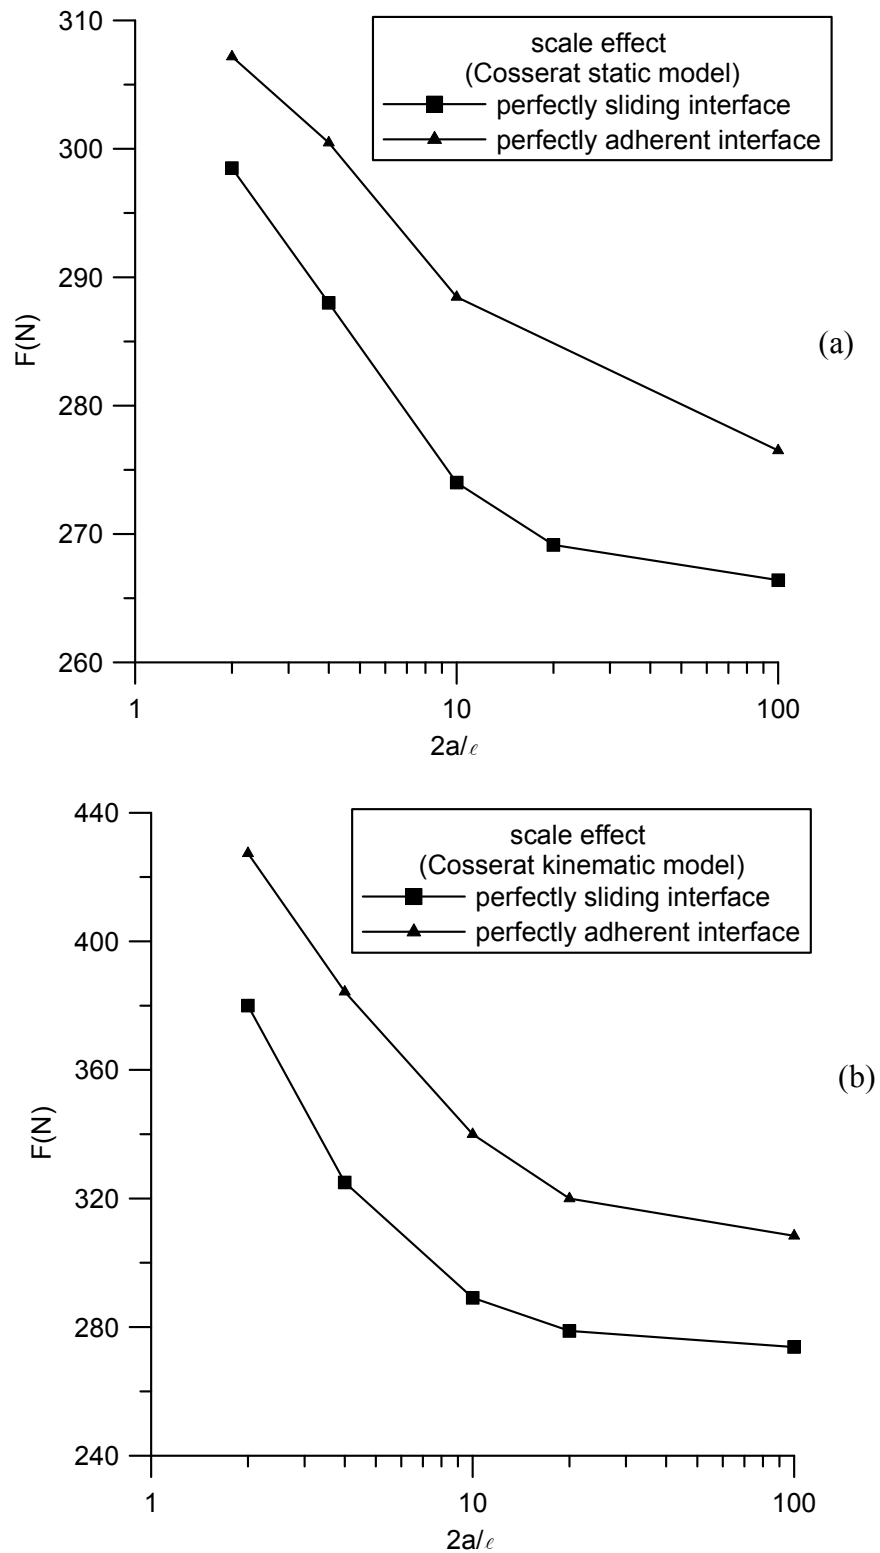 310
300
290
280
270
260
F(N)
scale effect
(Cosserat static model)
perfectly sliding interface
perfectly adherent interface
(a)
1
10
100
2a/ℓ
440
400
360
320
280
240
F(N)
scale effect
(Cosserat kinematic model)
perfectly sliding interface
perfectly adherent interface
(b)
1
10
100
2a/ℓ